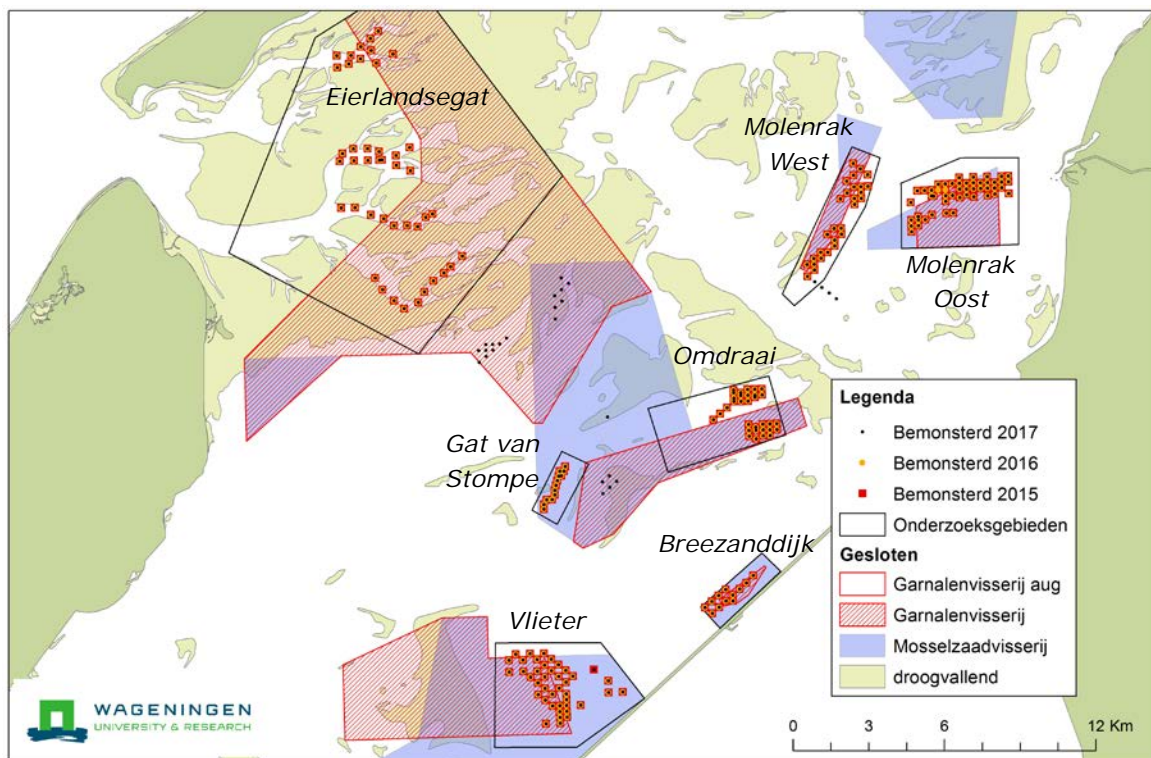 Eierlandsegat
Molenrak
West
Molenrak
Oost
Omdraai
Gat van
Stompe
Breezanddijk
Vlieter
Legenda
Bemonsterd 2017
Bemonsterd 2016
Bemonsterd 2015
Onderzoeksgebieden
Gesloten
Garnalenvisserij aug
Garnalenvisserij
Mosselzaadvisserij
droogvallend
WAGENINGEN
UNIVERSITY & RESEARCH
0 3 6 12 Km